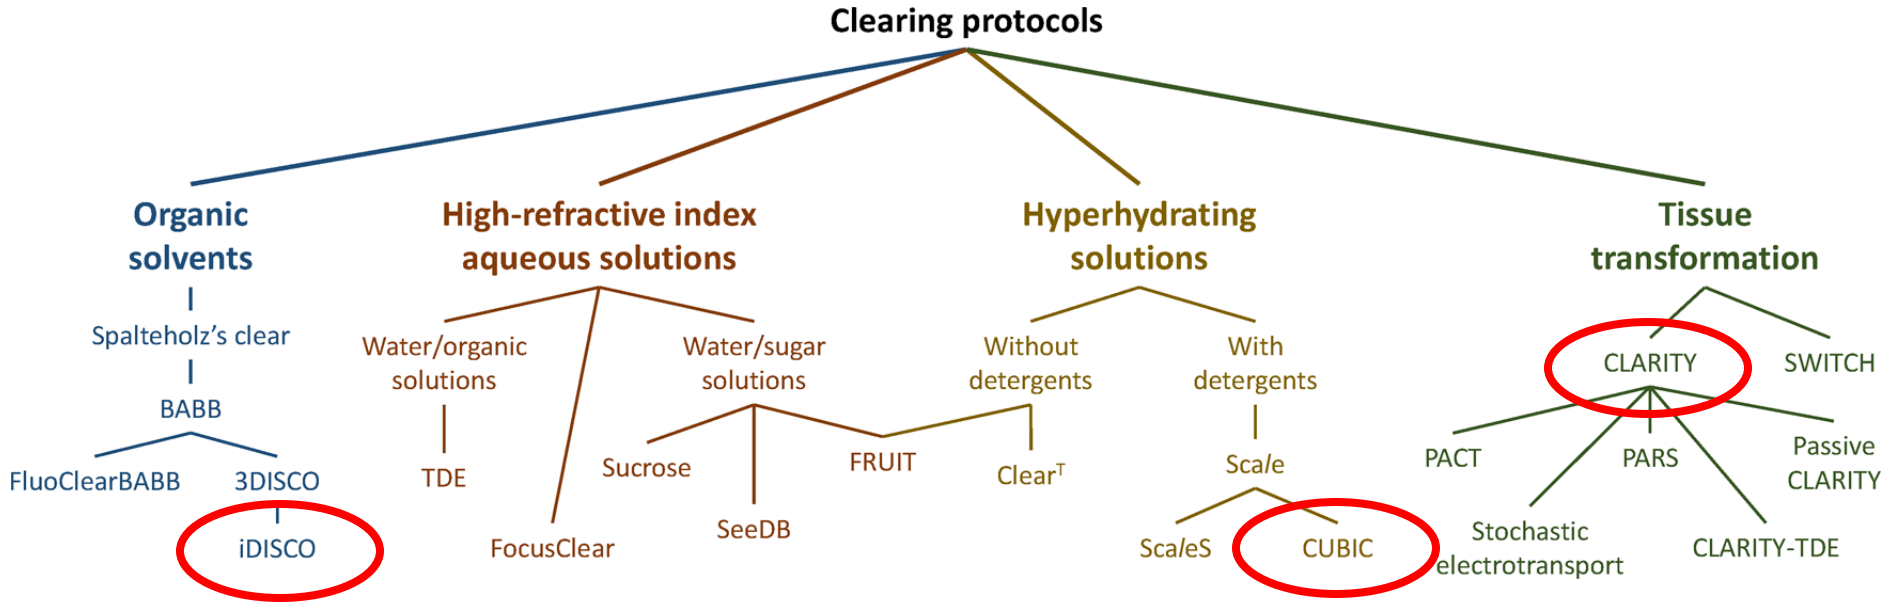 Clearing protocols
Organic
solvents
High-refractive index
aqueous solutions
Hyperhydrating
solutions
Tissue
transformation
Spalteholz’s clear
BABB
FluoClearBABB
3DISCO
iDISCO
Water/organic
solutions
TDE
FocusClear
Water/sugar
solutions
Sucrose
SeeDB
FRUIT
Without
detergents
Clearᵀ
With
detergents
Scale
ScaleS
CUBIC
CLARITY
SWITCH
PACT
Stochastic
electrotransport
PARS
CLARITY-TDE
Passive
CLARITY